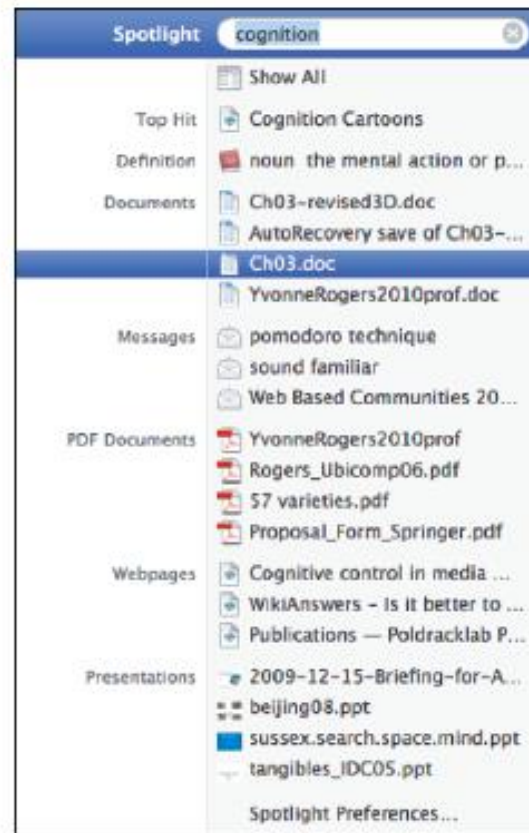 Spotlight cognition
Show All
Top Hit Cognition Cartoons
Definition noun the mental action or p...
Documents Ch03-revised3D.doc
AutoRecovery save of Ch03-...
Ch03.doc
YvonneRogers2010prof.doc
Messages pomodoro technique
sound familiar
Web Based Communities 20...
PDF Documents YvonneRogers2010prof
Rogers_Ubicomp06.pdf
57 varieties.pdf
Proposal_Form_Springer.pdf
Webpages Cognitive control in media ...
WikiAnswers - Is it better to ...
Publications — Poldracklab P...
Presentations 2009-12-15-Briefing-for-A...
beijing08.ppt
sussex.search.space.mind.ppt
tangibles_IDC05.ppt
Spotlight Preferences...